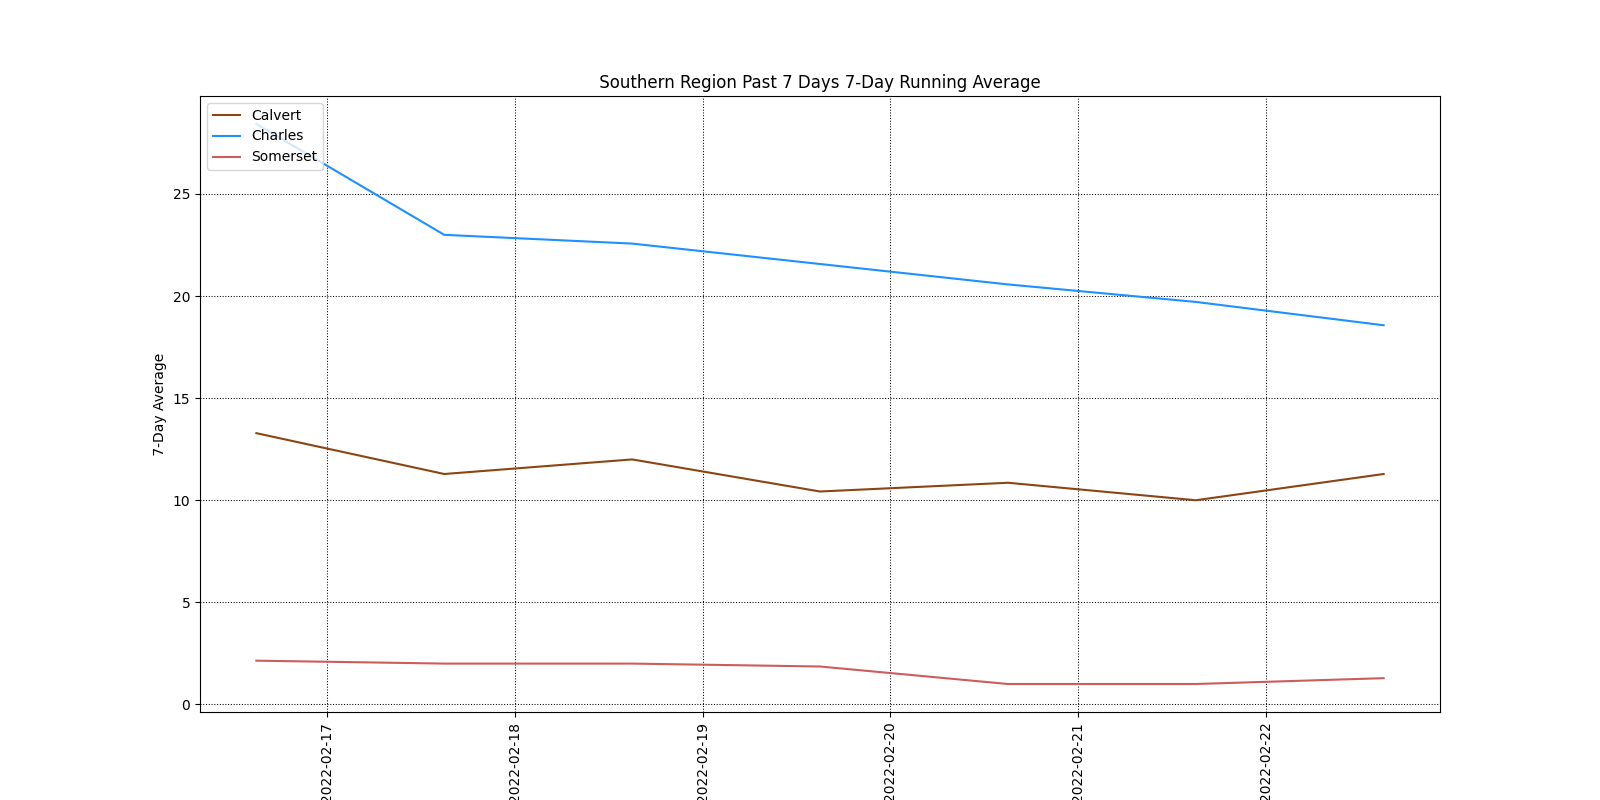 Southern Region Past 7 Days 7-Day Running Average
Calvert
Charles
Somerset
7-Day Average
25
20
15
10
5
0
2022-02-17
2022-02-18
2022-02-19
2022-02-20
2022-02-21
2022-02-22